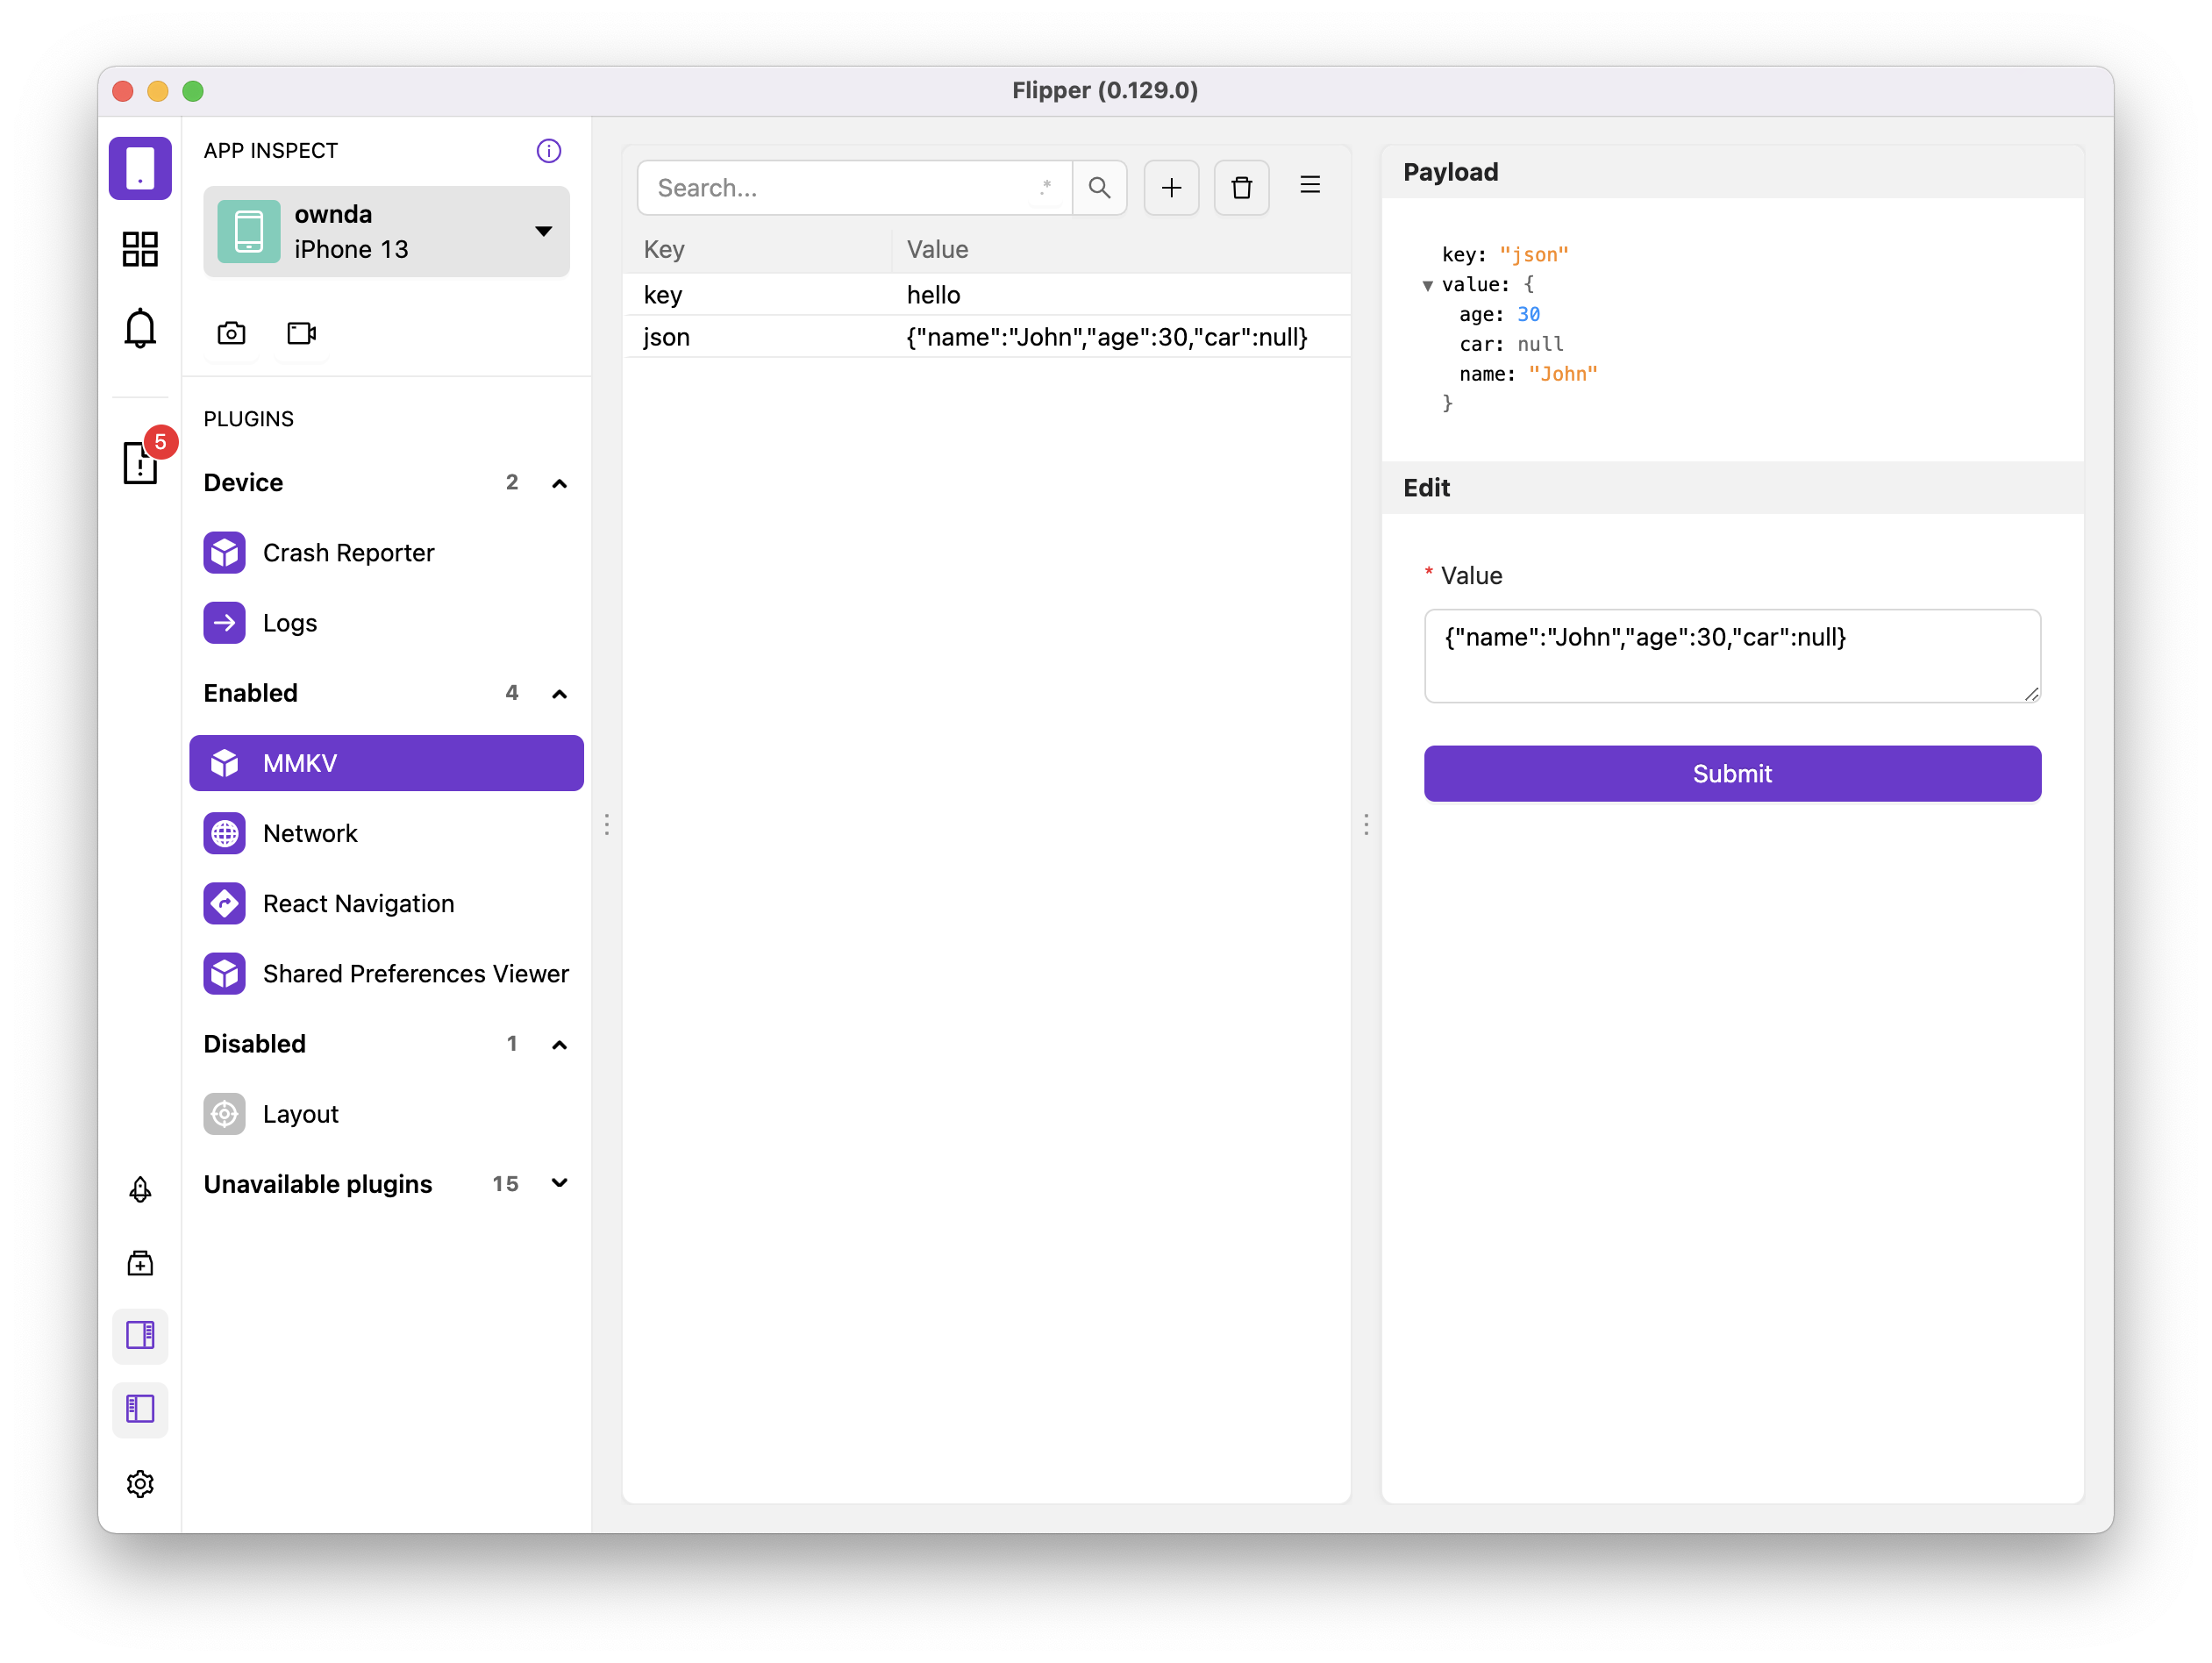 Flipper (0.129.0)
APP INSPECT
ownda
iPhone 13
5
PLUGINS
Device 2
Crash Reporter
Logs
Enabled 4
MMKV
Network
React Navigation
Shared Preferences Viewer
Disabled 1
Layout
Unavailable plugins 15
Search... .*
Key Value
key hello
json {"name":"John","age":30,"car":null}
Payload
key: "json"
▼ value: {
age: 30
car: null
name: "John"
}
Edit
* Value
{"name":"John","age":30,"car":null}
Submit